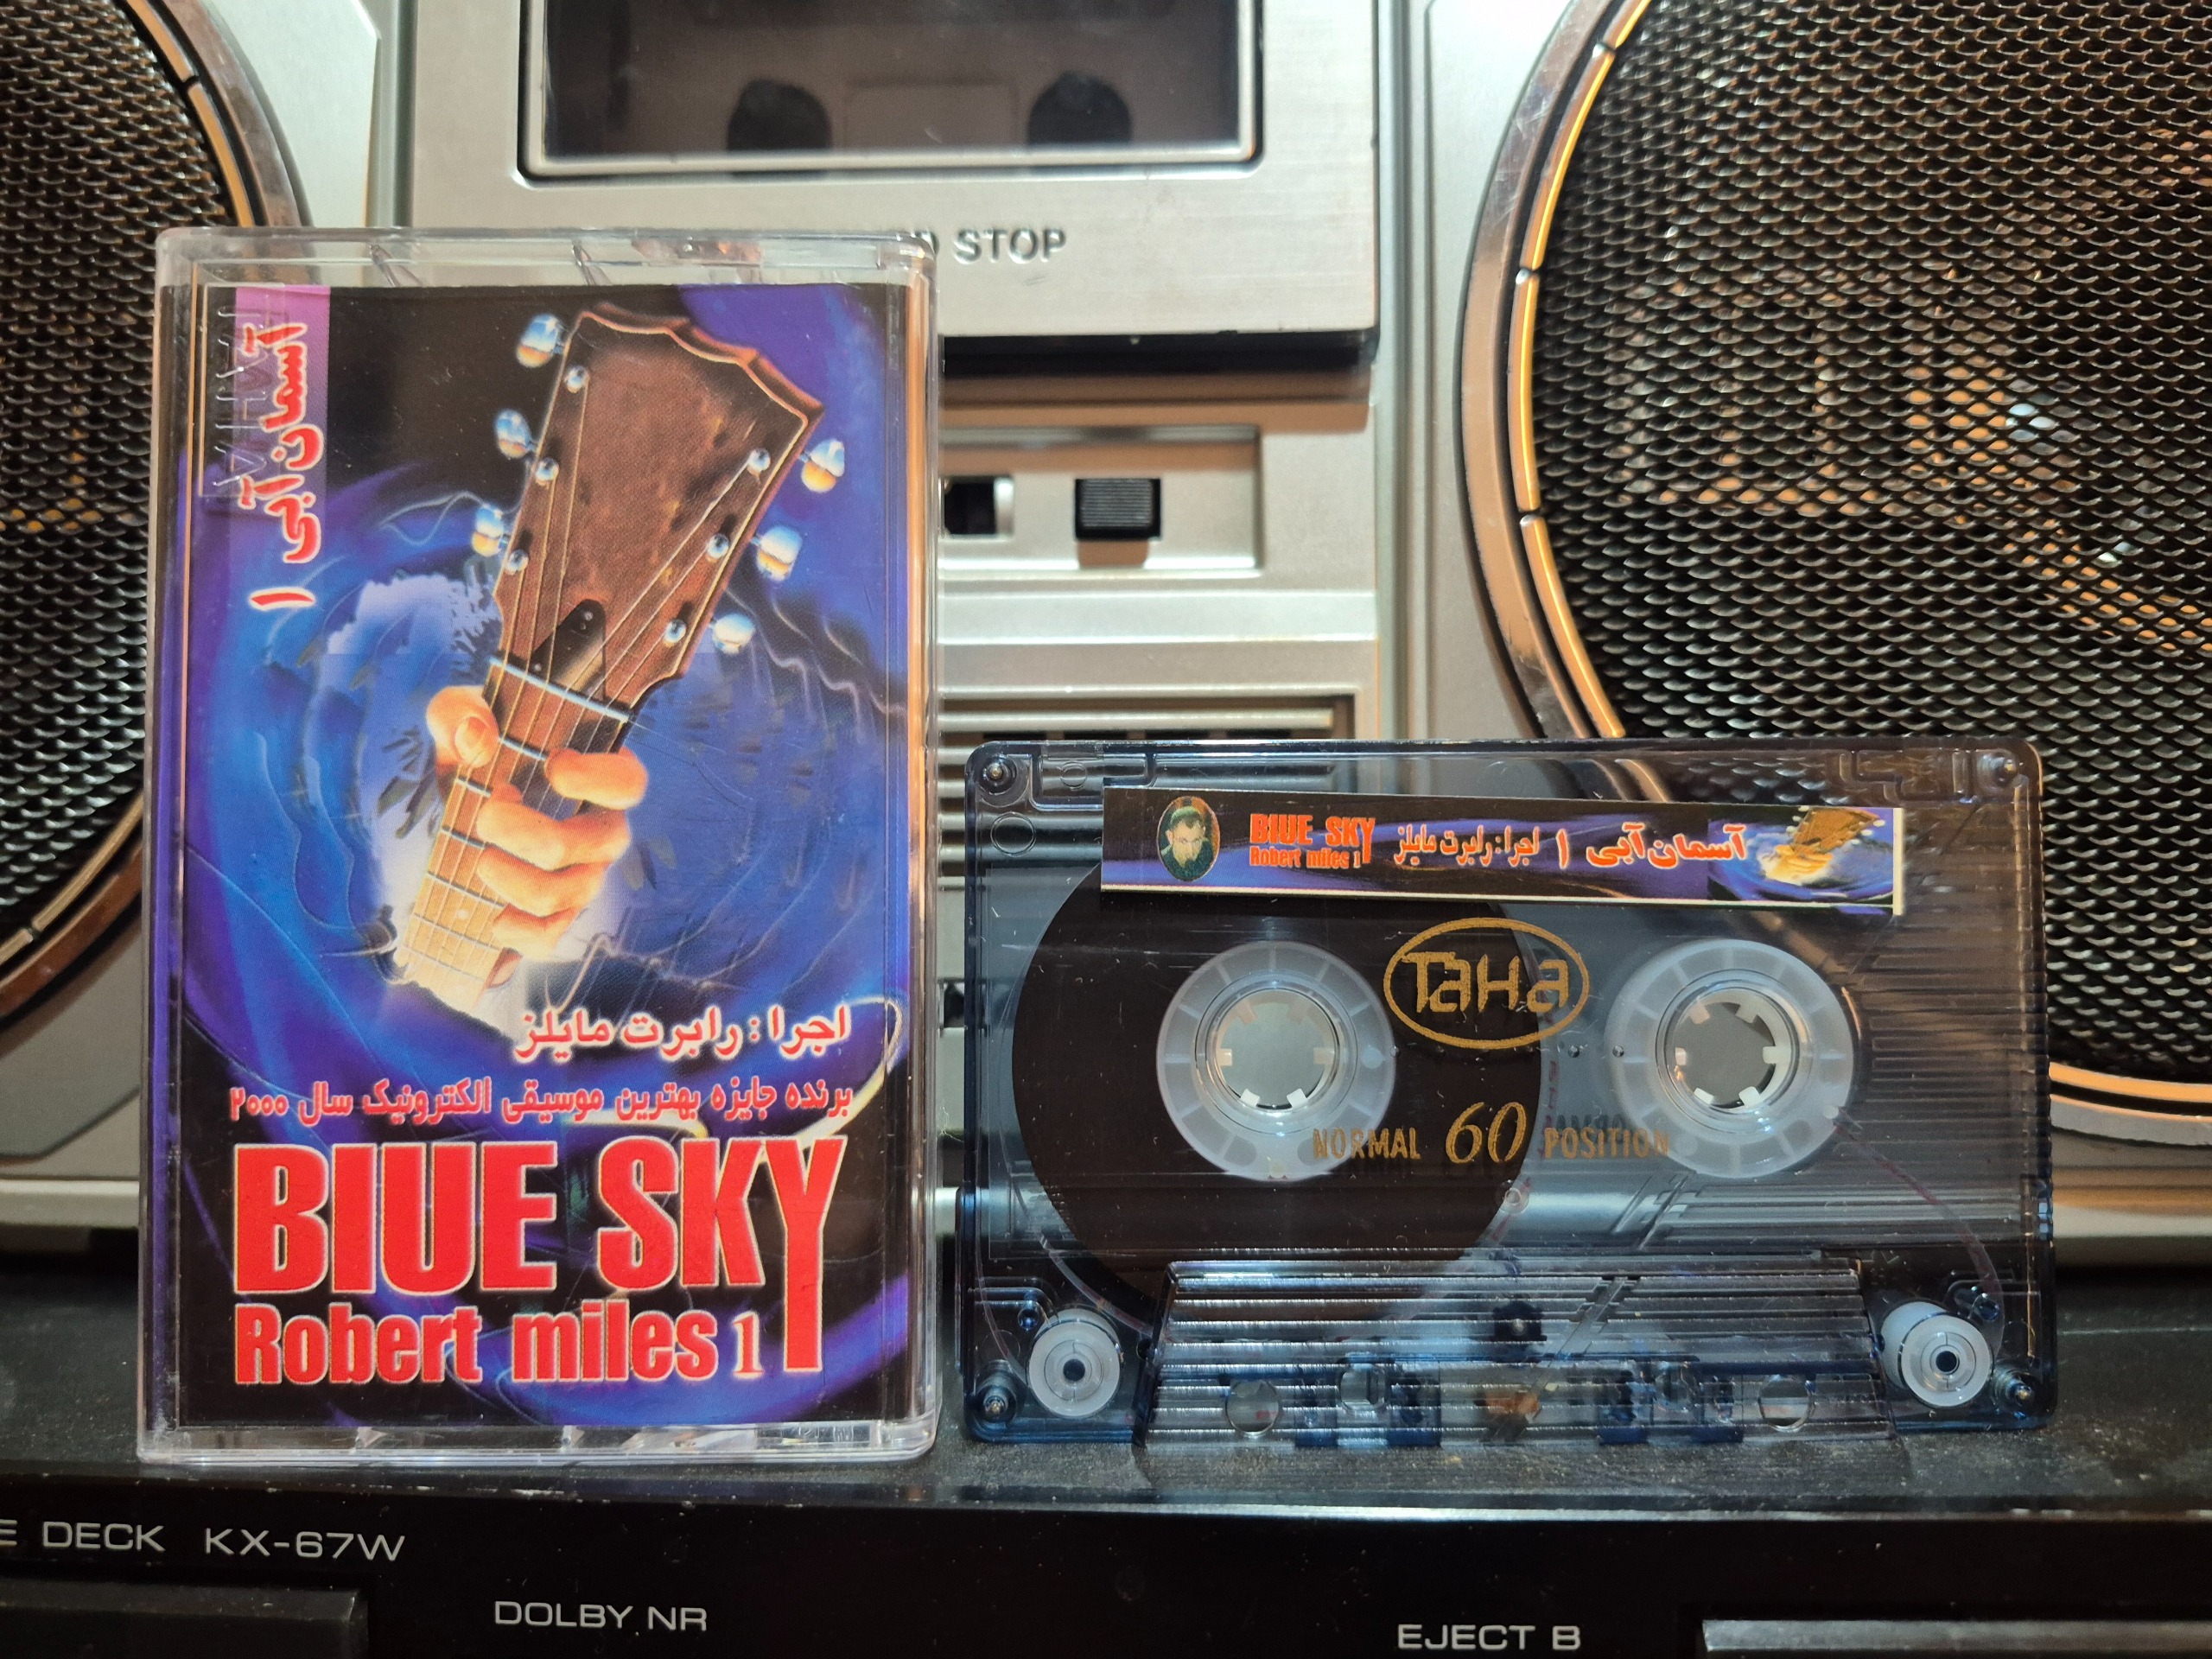 STOP
آسمان آبی ۱
اجرا : رابرت مایلز
برنده جایزه بهترین موسیقی الکترونیک سال ۲۰۰۰
BIUE SKY
Robert miles 1
BIUE SKY
Robert miles 1
آسمان آبی ۱ اجرا : رابرت مایلز
TaHa
NORMAL 60 POSITION
DECK KX-67W
DOLBY NR
EJECT B